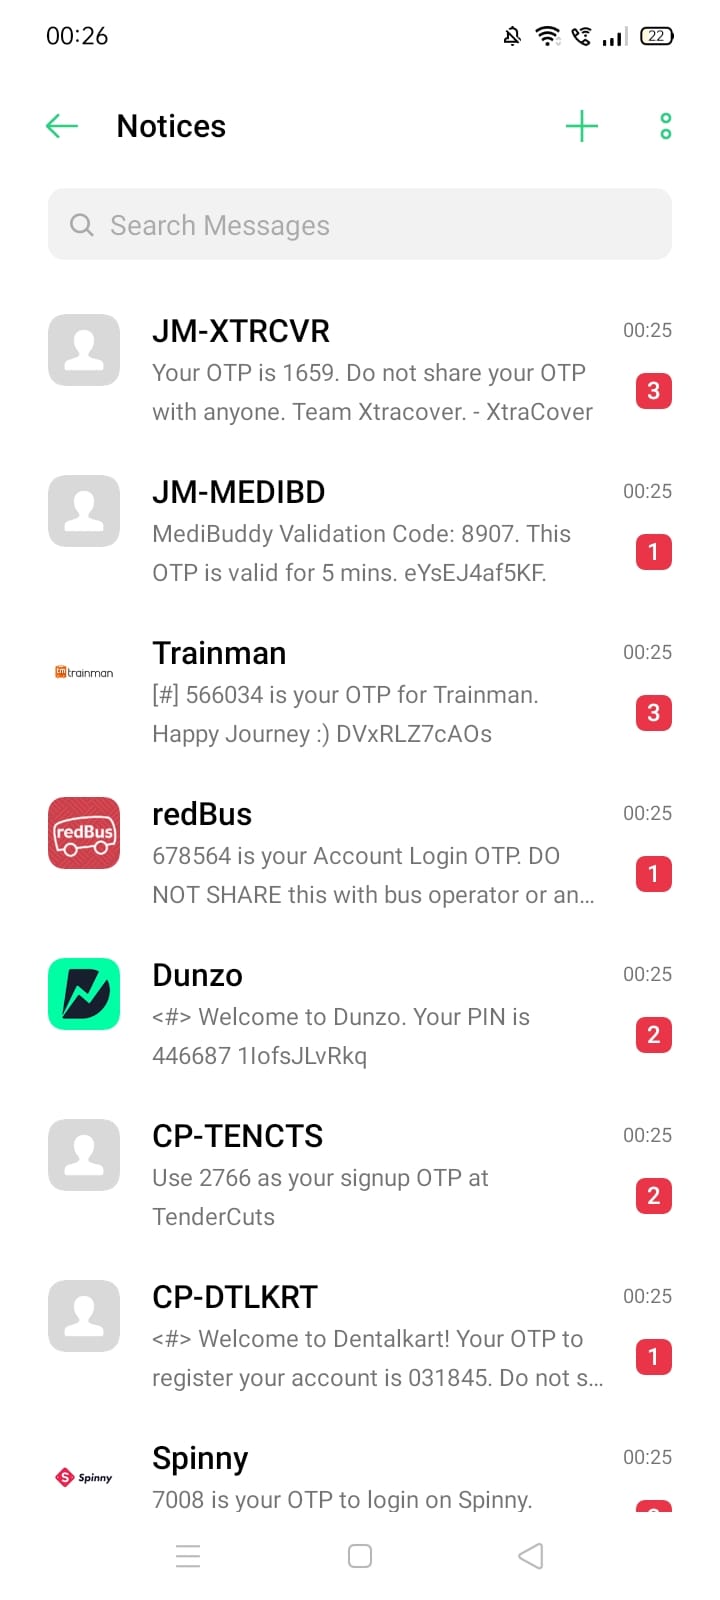 00:26
22
Notices
Search Messages
JM-XTRCVR
00:25
Your OTP is 1659. Do not share your OTP
with anyone. Team Xtracover. - XtraCover
3
JM-MEDIBD
00:25
MediBuddy Validation Code: 8907. This
OTP is valid for 5 mins. eYsEJ4af5KF.
1
tm trainman
Trainman
00:25
[#] 566034 is your OTP for Trainman.
Happy Journey :) DVxRLZ7cAOs
3
redBus
redBus
00:25
678564 is your Account Login OTP. DO
NOT SHARE this with bus operator or an...
1
Dunzo
00:25
<#> Welcome to Dunzo. Your PIN is
446687 1IofsJLvRkq
2
CP-TENCTS
00:25
Use 2766 as your signup OTP at
TenderCuts
2
CP-DTLKRT
00:25
<#> Welcome to Dentalkart! Your OTP to
register your account is 031845. Do not s...
1
S Spinny
Spinny
00:25
7008 is your OTP to login on Spinny.